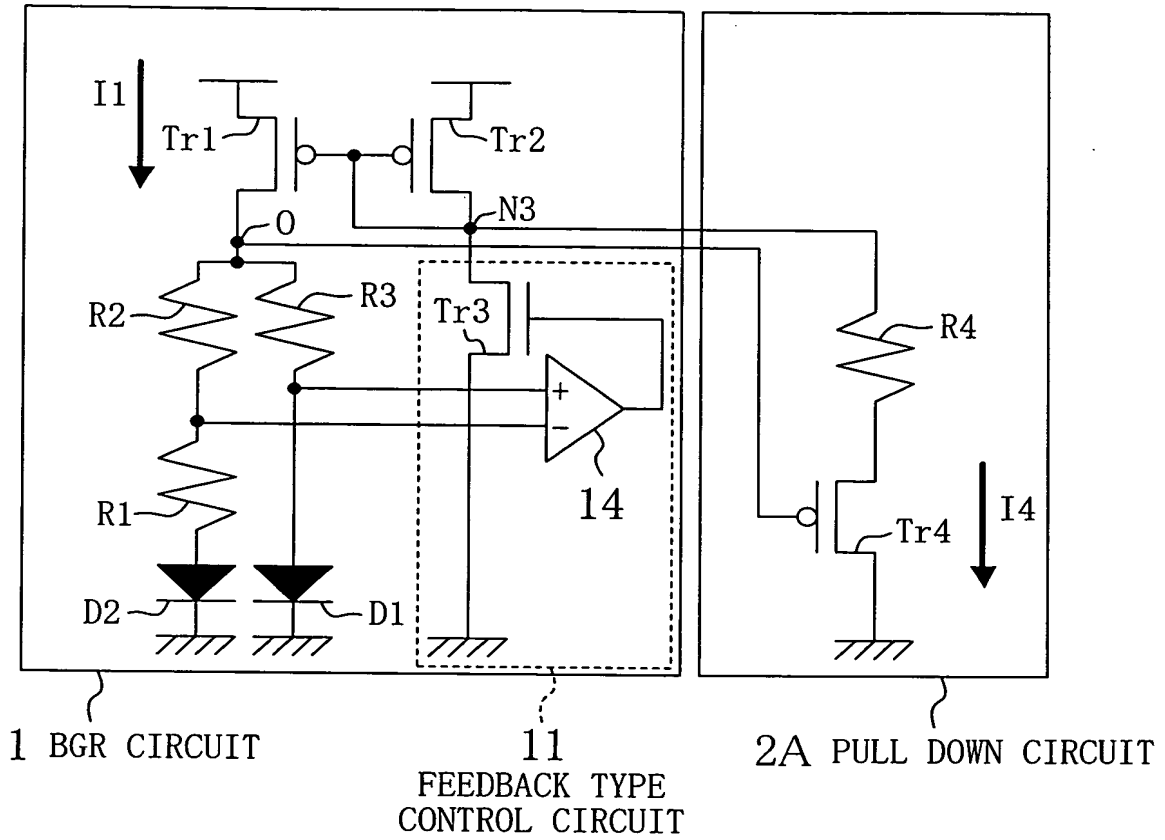 I1
Tr1
Tr2
O
N3
R2
R3
Tr3
R4
+
−
14
R1
I4
Tr4
D2
D1
1 BGR CIRCUIT
11
FEEDBACK TYPE
CONTROL CIRCUIT
2A PULL DOWN CIRCUIT